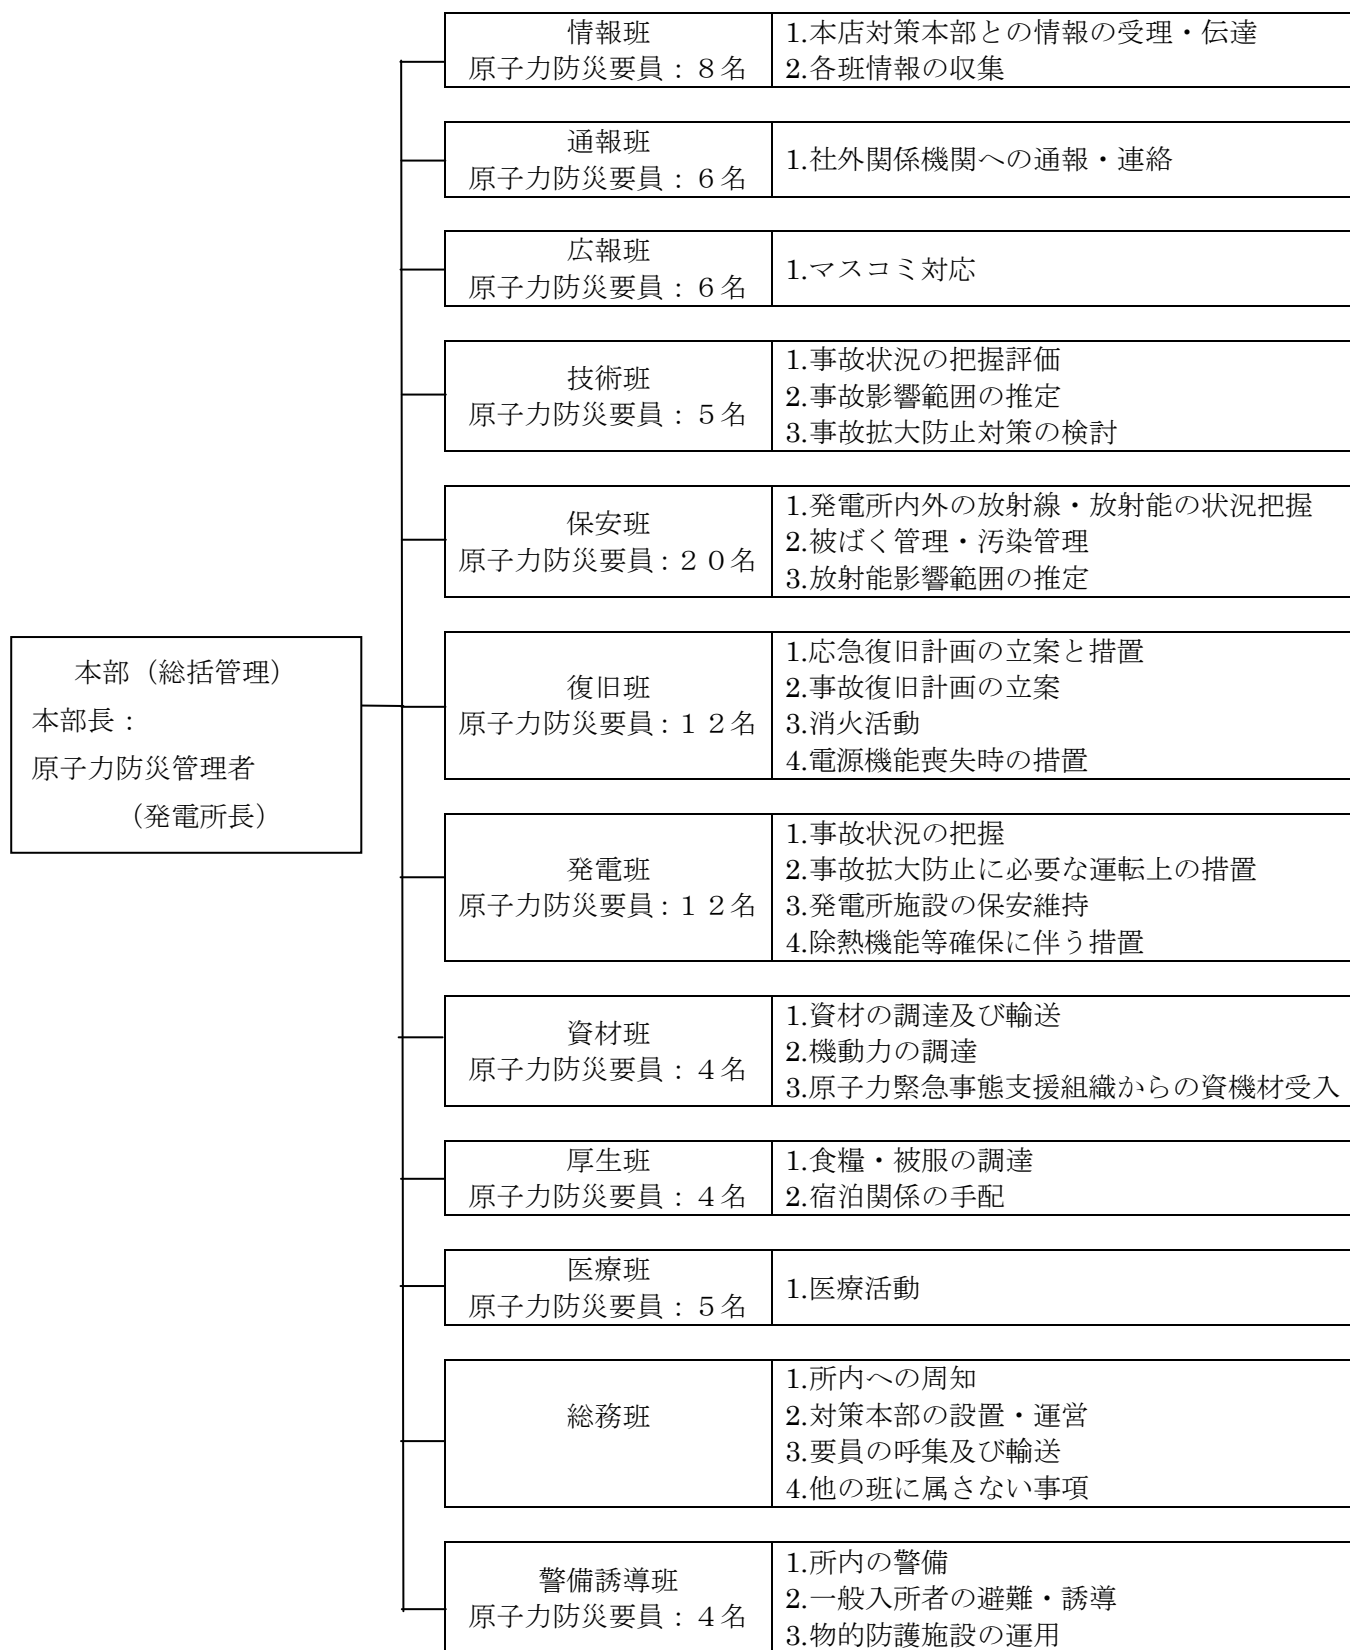 情報班
原子力防災要員：８名
1.本店対策本部との情報の受理・伝達
2.各班情報の収集
通報班
原子力防災要員：６名
1.社外関係機関への通報・連絡
広報班
原子力防災要員：６名
1.マスコミ対応
技術班
原子力防災要員：５名
1.事故状況の把握評価
2.事故影響範囲の推定
3.事故拡大防止対策の検討
保安班
原子力防災要員：２０名
1.発電所内外の放射線・放射能の状況把握
2.被ばく管理・汚染管理
3.放射能影響範囲の推定
本部（総括管理）
本部長：
原子力防災管理者
（発電所長）
復旧班
原子力防災要員：１２名
1.応急復旧計画の立案と措置
2.事故復旧計画の立案
3.消火活動
4.電源機能喪失時の措置
発電班
原子力防災要員：１２名
1.事故状況の把握
2.事故拡大防止に必要な運転上の措置
3.発電所施設の保安維持
4.除熱機能等確保に伴う措置
資材班
原子力防災要員：４名
1.資材の調達及び輸送
2.機動力の調達
3.原子力緊急事態支援組織からの資機材受入
厚生班
原子力防災要員：４名
1.食糧・被服の調達
2.宿泊関係の手配
医療班
原子力防災要員：５名
1.医療活動
総務班
1.所内への周知
2.対策本部の設置・運営
3.要員の呼集及び輸送
4.他の班に属さない事項
警備誘導班
原子力防災要員：４名
1.所内の警備
2.一般入所者の避難・誘導
3.物的防護施設の運用